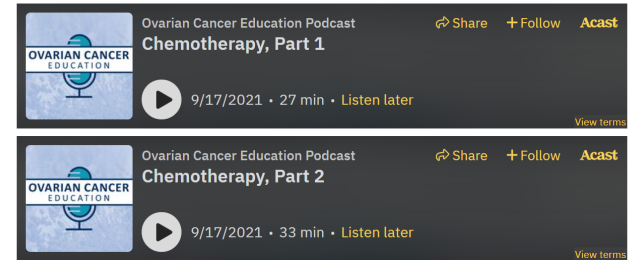 Ovarian Cancer Education Podcast
Share + Follow Acast
Chemotherapy, Part 1
OVARIAN CANCER
EDUCATION
9/17/2021 • 27 min • Listen later
View terms
Ovarian Cancer Education Podcast
Share + Follow Acast
Chemotherapy, Part 2
OVARIAN CANCER
EDUCATION
9/17/2021 • 33 min • Listen later
View terms